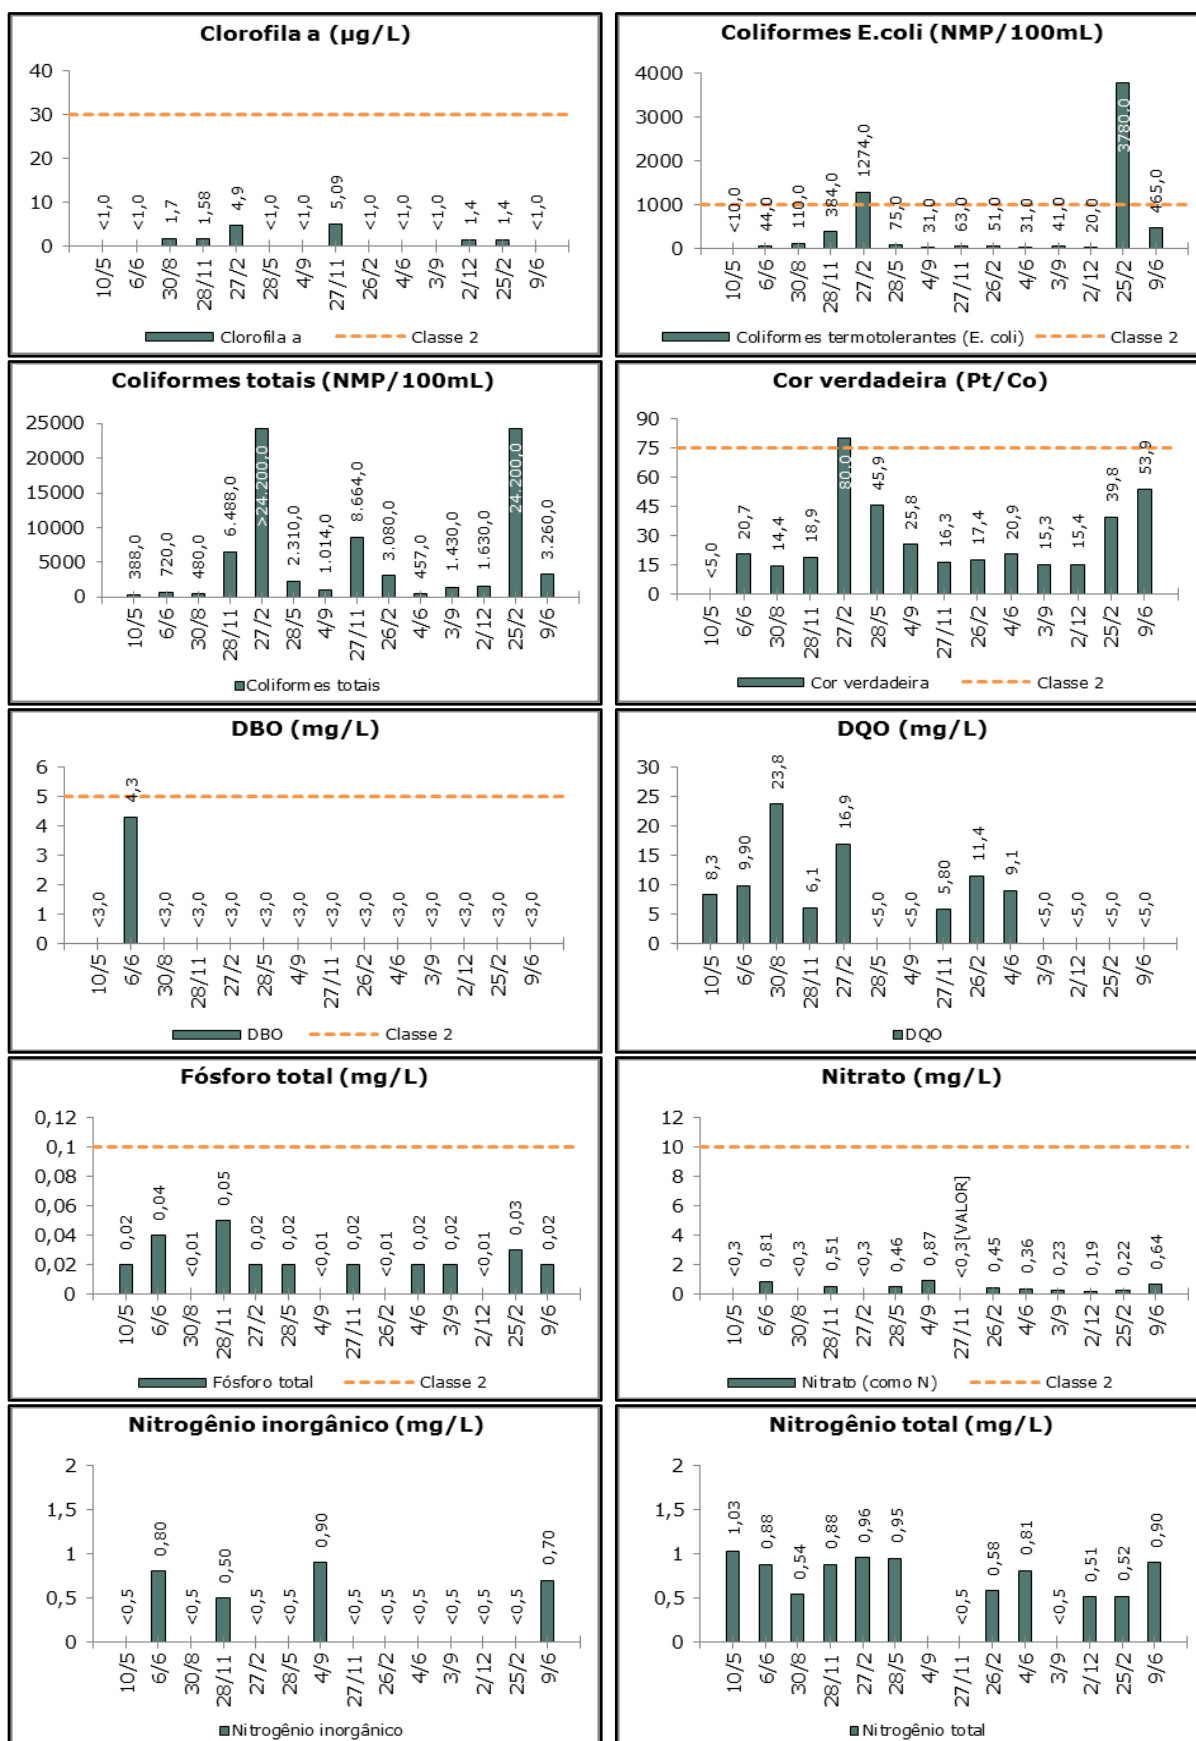 Clorofila a (µg/L)
40
30
20
10
0
<1,0 <1,0 1,7 1,58 4,9 <1,0 <1,0 5,09 <1,0 <1,0 <1,0 1,4 1,4 <1,0
10/5 6/6 30/8 28/11 27/2 28/5 4/9 27/11 26/2 4/6 3/9 2/12 25/2 9/6
Clorofila a Classe 2
Coliformes E.coli (NMP/100mL)
4000
3000
2000
1000
0
<10,0 44,0 110,0 384,0 1274,0 75,0 31,0 63,0 51,0 31,0 41,0 20,0 3780,0 465,0
10/5 6/6 30/8 28/11 27/2 28/5 4/9 27/11 26/2 4/6 3/9 2/12 25/2 9/6
Coliformes termotolerantes (E. coli) Classe 2
Coliformes totais (NMP/100mL)
25000
20000
15000
10000
5000
0
388,0 720,0 480,0 6.488,0 >24.200,0 2.310,0 1.014,0 8.664,0 3.080,0 457,0 1.430,0 1.630,0 24.200,0 3.260,0
10/5 6/6 30/8 28/11 27/2 28/5 4/9 27/11 26/2 4/6 3/9 2/12 25/2 9/6
Coliformes totais
Cor verdadeira (Pt/Co)
90
75
60
45
30
15
0
<5,0 20,7 14,4 18,9 80,0 45,9 25,8 16,3 17,4 20,9 15,3 15,4 39,8 53,9
10/5 6/6 30/8 28/11 27/2 28/5 4/9 27/11 26/2 4/6 3/9 2/12 25/2 9/6
Cor verdadeira Classe 2
DBO (mg/L)
6
5
4
3
2
1
0
<3,0 4,3 <3,0 <3,0 <3,0 <3,0 <3,0 <3,0 <3,0 <3,0 <3,0 <3,0 <3,0 <3,0
10/5 6/6 30/8 28/11 27/2 28/5 4/9 27/11 26/2 4/6 3/9 2/12 25/2 9/6
DBO Classe 2
DQO (mg/L)
30
25
20
15
10
5
0
8,3 9,90 23,8 6,1 16,9 <5,0 <5,0 5,80 11,4 9,1 <5,0 <5,0 <5,0 <5,0
10/5 6/6 30/8 28/11 27/2 28/5 4/9 27/11 26/2 4/6 3/9 2/12 25/2 9/6
DQO
Fósforo total (mg/L)
0,12
0,1
0,08
0,06
0,04
0,02
0
0,02 0,04 <0,01 0,05 0,02 0,02 <0,01 0,02 <0,01 0,02 0,02 <0,01 0,03 0,02
10/5 6/6 30/8 28/11 27/2 28/5 4/9 27/11 26/2 4/6 3/9 2/12 25/2 9/6
Fósforo total Classe 2
Nitrato (mg/L)
12
10
8
6
4
2
0
<0,3 0,81 <0,3 0,51 <0,3 0,46 0,87 <0,3[VALOR] 0,45 0,36 0,23 0,19 0,22 0,64
10/5 6/6 30/8 28/11 27/2 28/5 4/9 27/11 26/2 4/6 3/9 2/12 25/2 9/6
Nitrato (como N) Classe 2
Nitrogênio inorgânico (mg/L)
2
1,5
1
0,5
0
<0,5 0,80 <0,5 0,50 <0,5 <0,5 0,90 <0,5 <0,5 <0,5 <0,5 <0,5 <0,5 0,70
10/5 6/6 30/8 28/11 27/2 28/5 4/9 27/11 26/2 4/6 3/9 2/12 25/2 9/6
Nitrogênio inorgânico
Nitrogênio total (mg/L)
2
1,5
1
0,5
0
1,03 0,88 0,54 0,88 0,96 0,95 <0,5 0,58 0,81 <0,5 0,51 0,52 0,90
10/5 6/6 30/8 28/11 27/2 28/5 4/9 27/11 26/2 4/6 3/9 2/12 25/2 9/6
Nitrogênio total